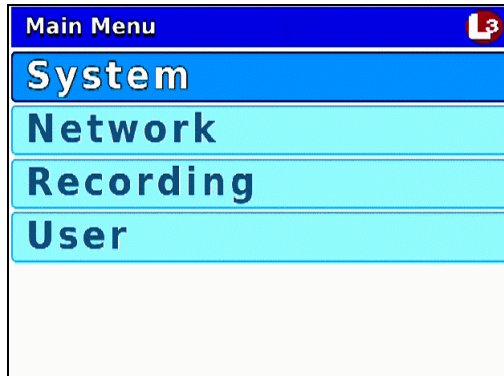 Main Menu
L3
System
Network
Recording
User